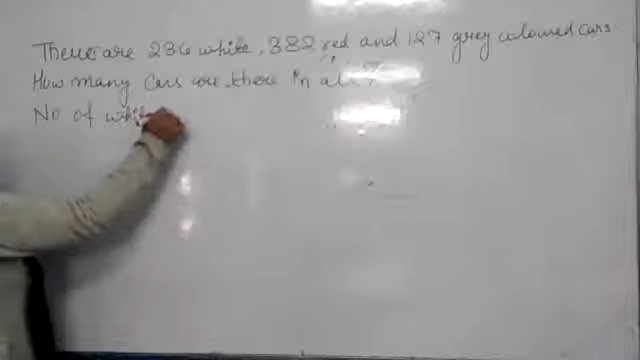 There are 236 white, 382 red and 127 grey coloured cars.
How many Cars are there in all?
No of white